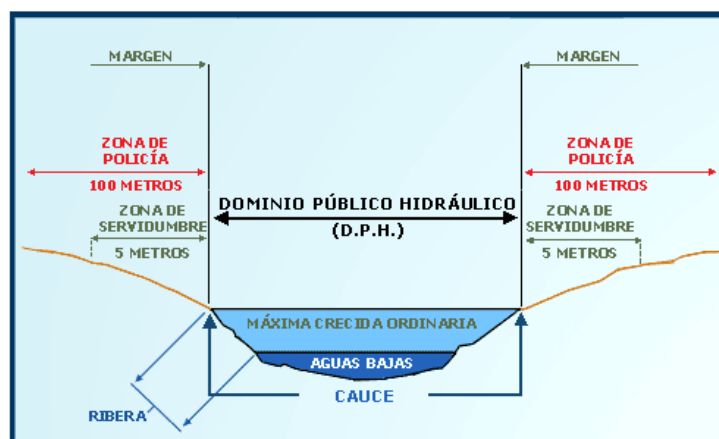 MARGEN
MARGEN
ZONA DE
POLICÍA
100 METROS
ZONA DE
POLICÍA
100 METROS
DOMINIO PÚBLICO HIDRÁULICO
(D.P.H.)
ZONA DE
SERVIDUMBRE
5 METROS
ZONA DE
SERVIDUMBRE
5 METROS
MÁXIMA CRECIDA ORDINARIA
AGUAS BAJAS
CAUCE
RIBERA